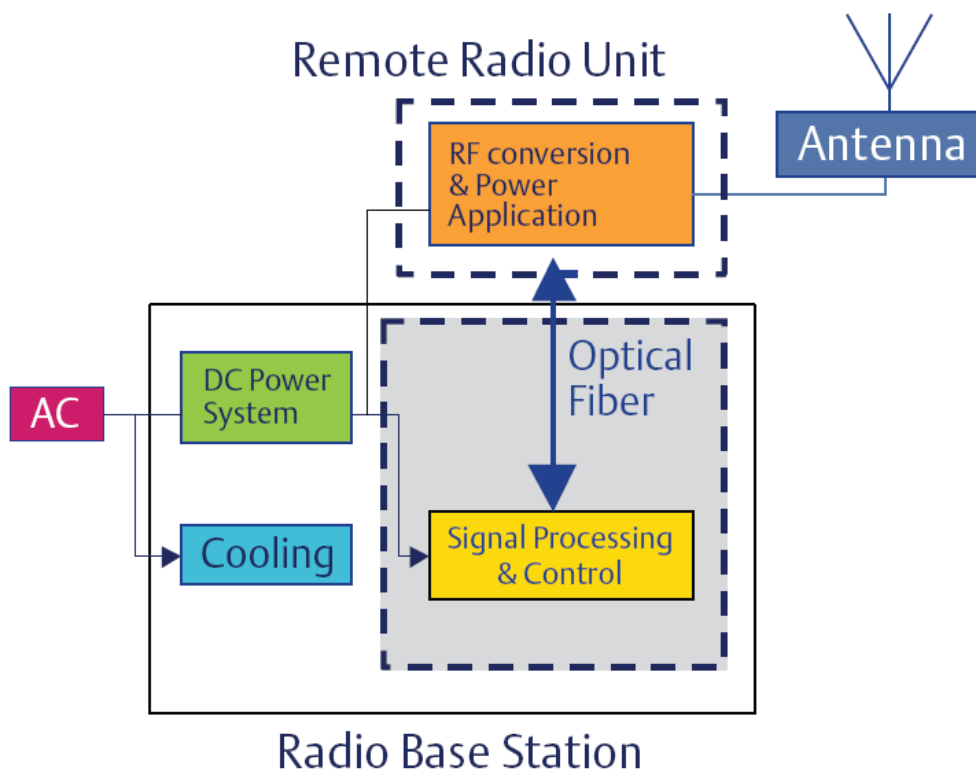 Remote Radio Unit
RF conversion
& Power
Application
Antenna
DC Power
System
AC
Optical
Fiber
Cooling
Signal Processing
& Control
Radio Base Station